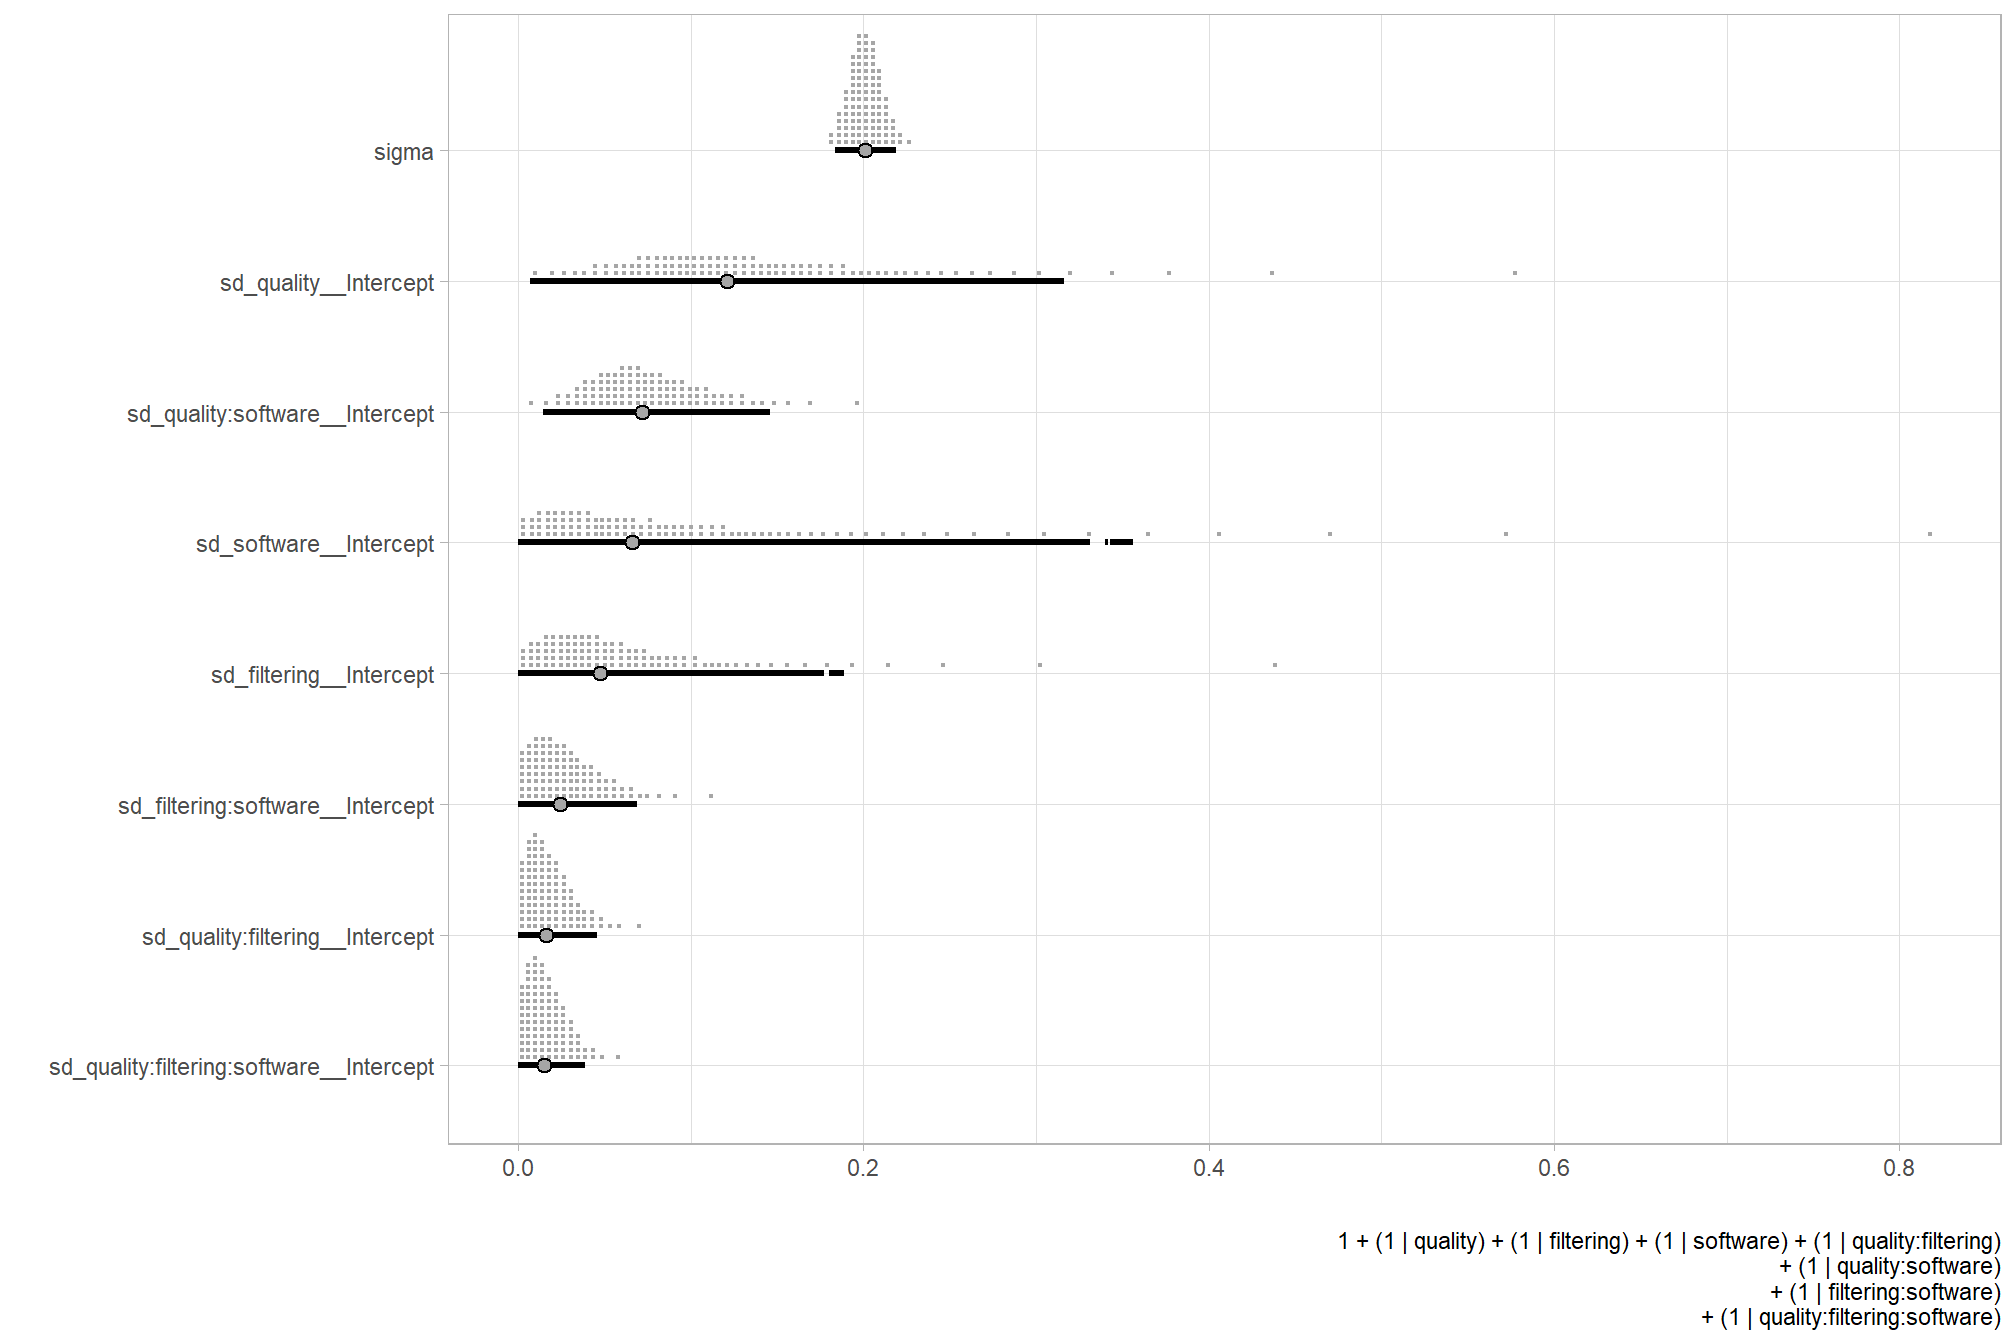 sigma
sd_quality__Intercept
sd_quality:software__Intercept
sd_software__Intercept
sd_filtering__Intercept
sd_filtering:software__Intercept
sd_quality:filtering__Intercept
sd_quality:filtering:software__Intercept
0.0 0.2 0.4 0.6 0.8
1 + (1 | quality) + (1 | filtering) + (1 | software) + (1 | quality:filtering)
+ (1 | quality:software)
+ (1 | filtering:software)
+ (1 | quality:filtering:software)